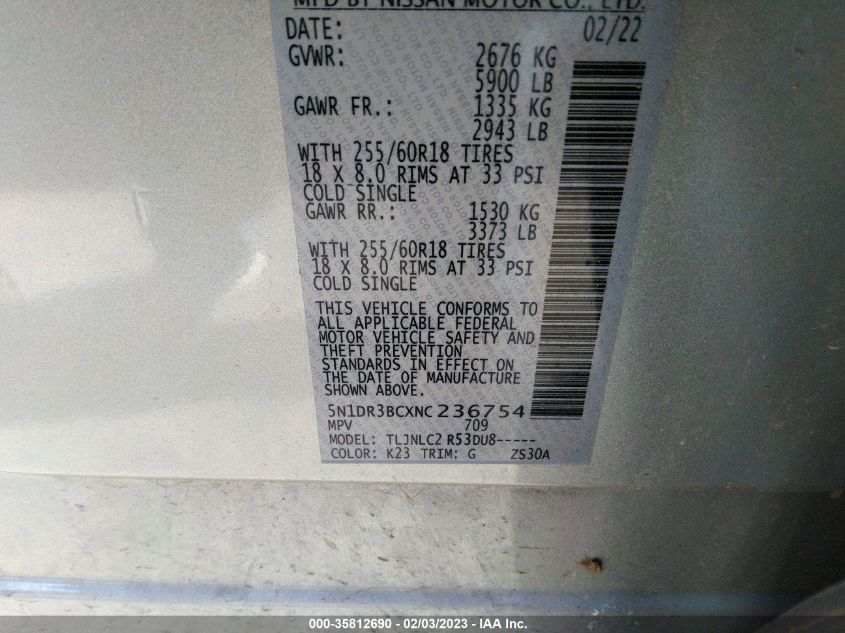 MFD BY NISSAN MOTOR CO., LTD.
DATE: 02/22
GVWR: 2676 KG
5900 LB
GAWR FR.: 1335 KG
2943 LB
WITH 255/60R18 TIRES
18 X 8.0 RIMS AT 33 PSI
COLD SINGLE
GAWR RR.: 1530 KG
3373 LB
WITH 255/60R18 TIRES
18 X 8.0 RIMS AT 33 PSI
COLD SINGLE
THIS VEHICLE CONFORMS TO
ALL APPLICABLE FEDERAL
MOTOR VEHICLE SAFETY AND
THEFT PREVENTION
STANDARDS IN EFFECT ON
THE DATE OF MANUFACTURE
SHOWN ABOVE.
5N1DR3BCXNC236754
MPV 709
MODEL: TLJNLC2 R53DU8-----
COLOR: K23 TRIM: G ZS30A
000-35812690 - 02/03/2023 - IAA Inc.